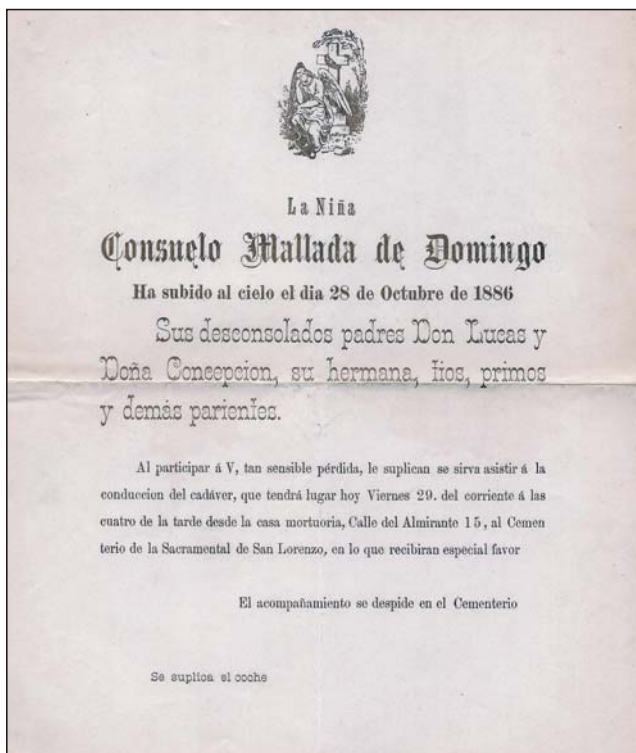 La Niña
Consuelo Mallada de Domingo
Ha subido al cielo el dia 28 de Octubre de 1886
Sus desconsolados padres Don Lucas y
Doña Concepcion, su hermana, tios, primos
y demás parientes.
Al participar á V, tan sensible pérdida, le suplican se sirva asistir á la
conduccion del cadáver, que tendrá lugar hoy Viernes 29. del corriente á las
cuatro de la tarde desde la casa mortuoria, Calle del Almirante 15, al Cemen
terio de la Sacramental de San Lorenzo, en lo que recibiran especial favor
El acompañamiento se despide en el Cementerio
Se suplica el coche